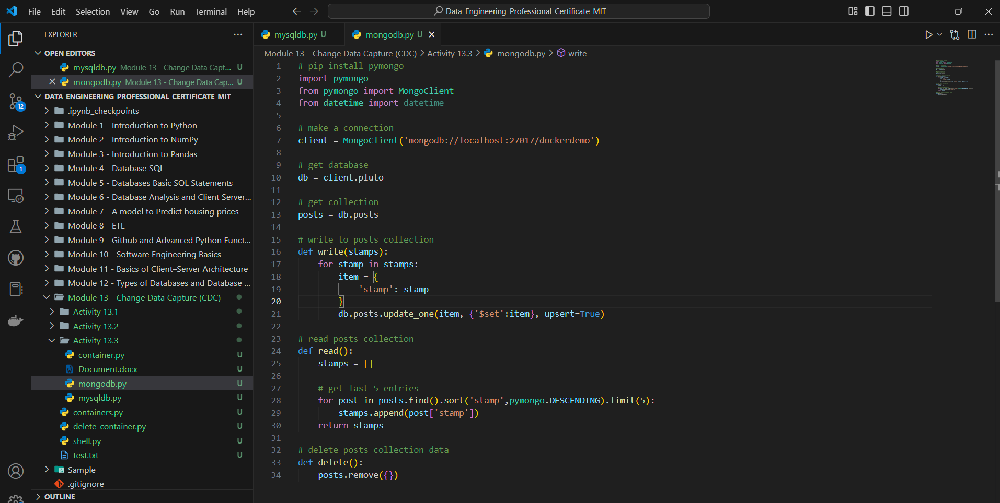 File Edit Selection View Go Run Terminal Help
Data_Engineering_Professional_Certificate_MIT
EXPLORER
OPEN EDITORS
mysqldb.py Module 13 - Change Data Capt... U
mongodb.py Module 13 - Change Data Cap... U
DATA_ENGINEERING_PROFESSIONAL_CERTIFICATE_MIT
.ipynb_checkpoints
Module 1 - Introduction to Python
Module 2 - Introduction to NumPy
Module 3 - Introduction to Pandas
Module 4 - Database SQL
Module 5 - Databases Basic SQL Statements
Module 6 - Database Analysis and Client Server...
Module 7 - A model to Predict housing prices
Module 8 - ETL
Module 9 - Github and Advanced Python Funct...
Module 10 - Software Engineering Basics
Module 11 - Basics of Client–Server Architecture
Module 12 - Types of Databases and Database ...
Module 13 - Change Data Capture (CDC)
Activity 13.1
Activity 13.2
Activity 13.3
container.py U
Document.docx U
mongodb.py U
mysqldb.py U
containers.py U
delete_container.py U
shell.py U
test.txt U
Sample
.gitignore
OUTLINE
12
1
mysqldb.py U
mongodb.py U
Module 13 - Change Data Capture (CDC) > Activity 13.3 > mongodb.py > write
1 # pip install pymongo
2 import pymongo
3 from pymongo import MongoClient
4 from datetime import datetime
5
6 # make a connection
7 client = MongoClient('mongodb://localhost:27017/dockerdemo')
8
9 # get database
10 db = client.pluto
11
12 # get collection
13 posts = db.posts
14
15 # write to posts collection
16 def write(stamps):
17 for stamp in stamps:
18 item = {
19 'stamp': stamp
20 }
21 db.posts.update_one(item, {'$set':item}, upsert=True)
22
23 # read posts collection
24 def read():
25 stamps = []
26
27 # get last 5 entries
28 for post in posts.find().sort('stamp',pymongo.DESCENDING).limit(5):
29 stamps.append(post['stamp'])
30 return stamps
31
32 # delete posts collection data
33 def delete():
34 posts.remove({})